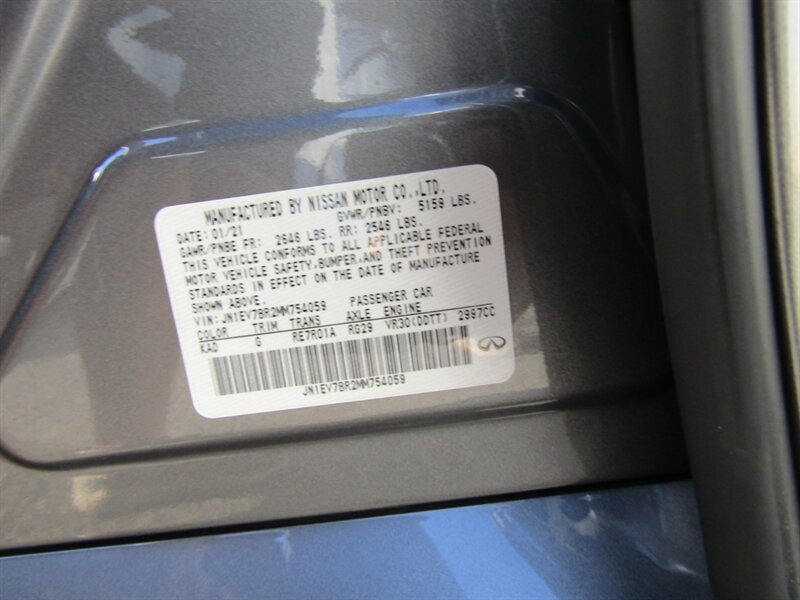 MANUFACTURED BY NISSAN MOTOR CO.,LTD.
DATE: 01/21 GVWR/PNBV: 5159 LBS.
GAWR/PNBE FR: 2646 LBS. RR: 2546 LBS.
THIS VEHICLE CONFORMS TO ALL APPLICABLE FEDERAL
MOTOR VEHICLE SAFETY,BUMPER,AND THEFT PREVENTION
STANDARDS IN EFFECT ON THE DATE OF MANUFACTURE
SHOWN ABOVE.
VIN: JN1EV7BR2MM754059 PASSENGER CAR
COLOR TRIM TRANS AXLE ENGINE
KAD G RE7R01A RG29 VR30(DDTT) 2997CC
JN1EV7BR2MM754059